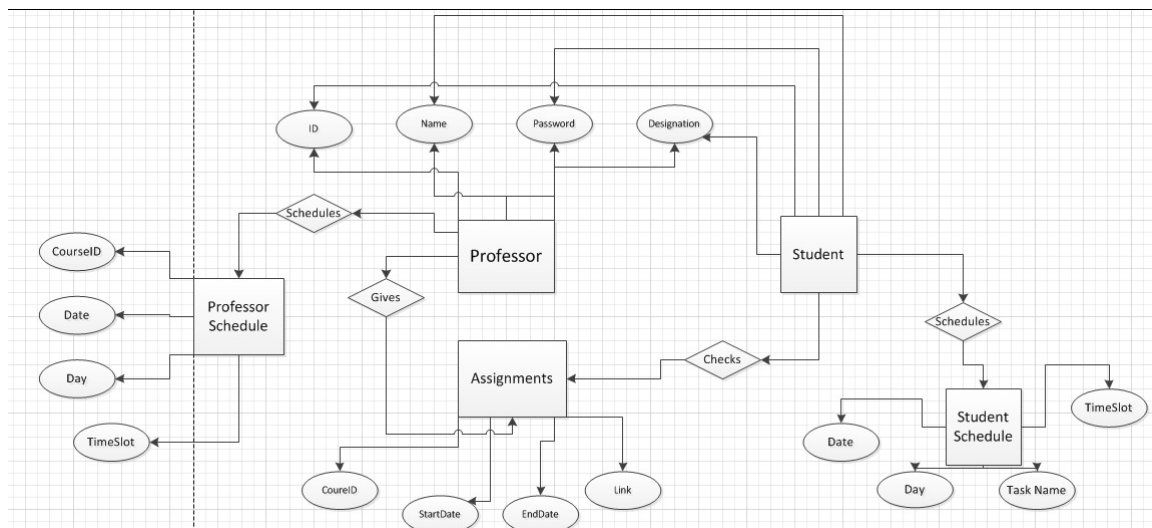 ID
Name
Password
Designation
Schedules
Professor
Student
CourseID
Professor
Schedule
Gives
Date
Schedules
Checks
Assignments
Day
TimeSlot
Student
Schedule
TimeSlot
Date
CoureID
StartDate
EndDate
Link
Day
Task Name